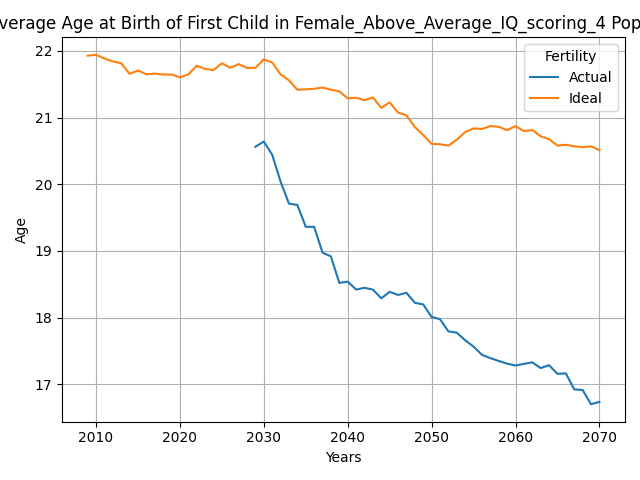 verage Age at Birth of First Child in Female_Above_Average_IQ_scoring_4 Pop
Fertility
Actual
Ideal
22
21
20
19
18
17
Age
2010 2020 2030 2040 2050 2060 2070
Years